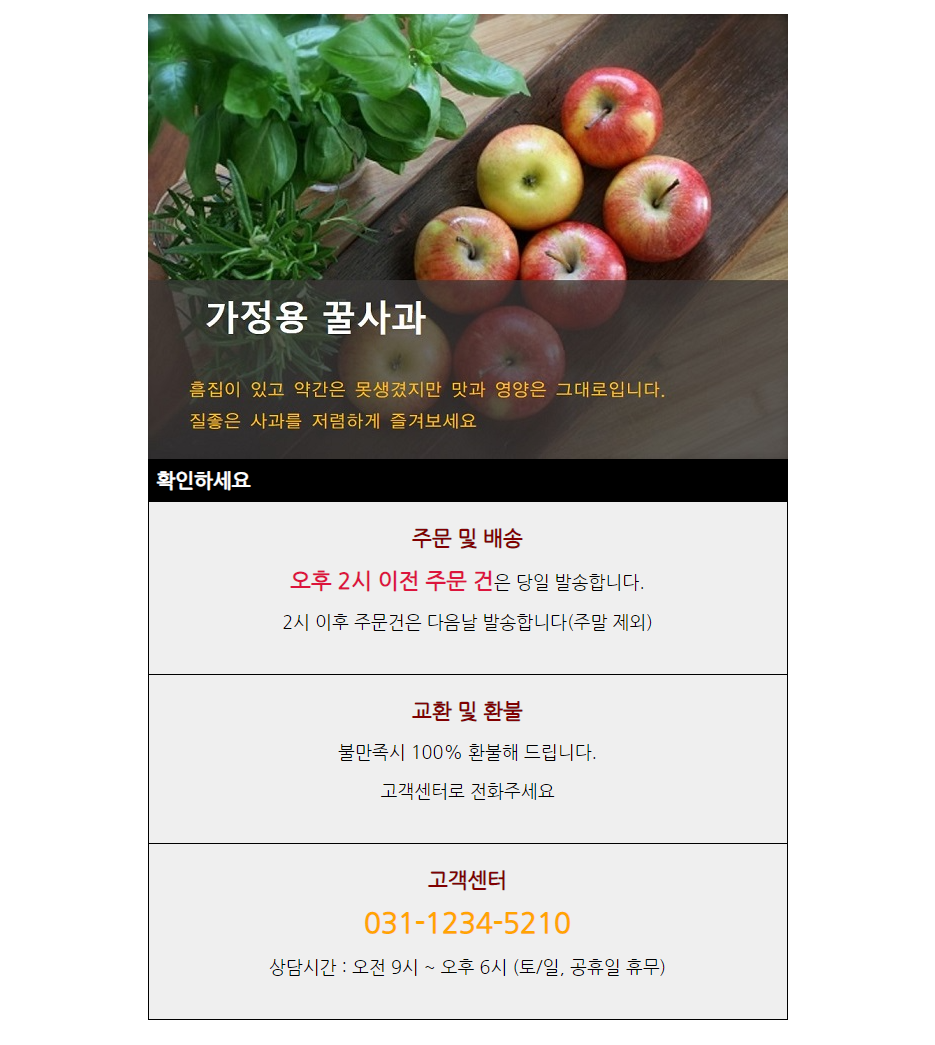 가정용 꿀사과
흠집이 있고 약간은 못생겼지만 맛과 영양은 그대로입니다.
질좋은 사과를 저렴하게 즐겨보세요
확인하세요
주문 및 배송
오후 2시 이전 주문 건은 당일 발송합니다.
2시 이후 주문건은 다음날 발송합니다(주말 제외)
교환 및 환불
불만족시 100% 환불해 드립니다.
고객센터로 전화주세요
고객센터
031-1234-5210
상담시간 : 오전 9시 ~ 오후 6시 (토/일, 공휴일 휴무)